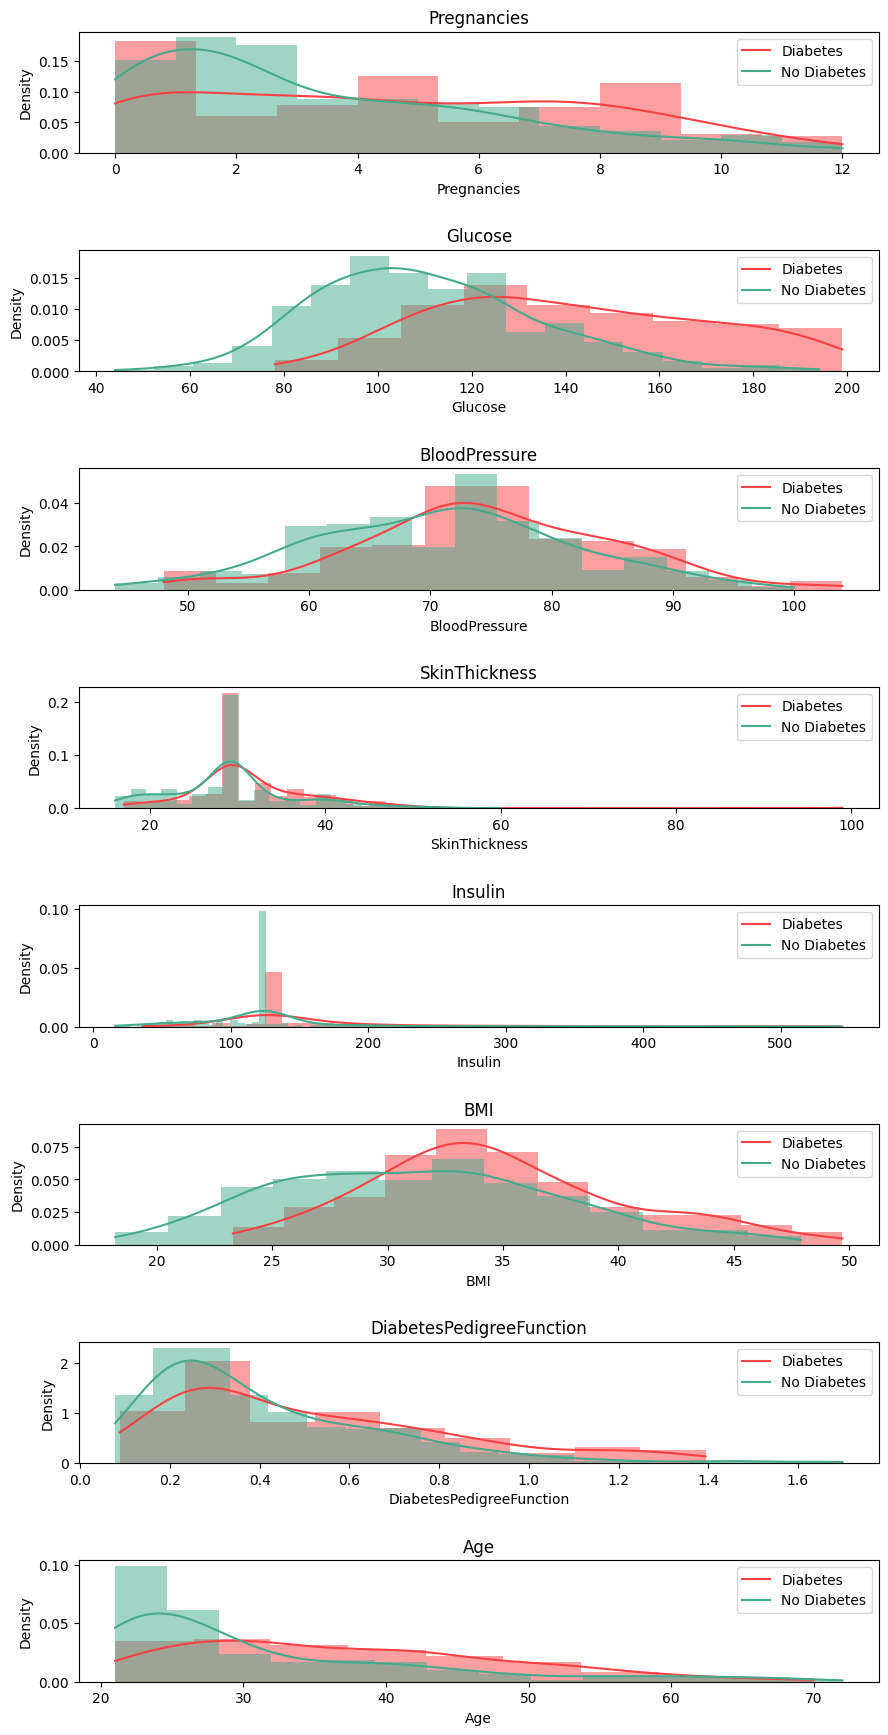 Pregnancies
Density
0.15
0.10
0.05
0.00
Diabetes
No Diabetes
0 2 4 6 8 10 12
Pregnancies
Glucose
Density
0.015
0.010
0.005
0.000
Diabetes
No Diabetes
40 60 80 100 120 140 160 180 200
Glucose
BloodPressure
Density
0.04
0.02
0.00
Diabetes
No Diabetes
50 60 70 80 90 100
BloodPressure
SkinThickness
Density
0.2
0.1
0.0
Diabetes
No Diabetes
20 40 60 80 100
SkinThickness
Insulin
Density
0.10
0.05
0.00
Diabetes
No Diabetes
0 100 200 300 400 500
Insulin
BMI
Density
0.075
0.050
0.025
0.000
Diabetes
No Diabetes
20 25 30 35 40 45 50
BMI
DiabetesPedigreeFunction
Density
2
1
0
Diabetes
No Diabetes
0.0 0.2 0.4 0.6 0.8 1.0 1.2 1.4 1.6
DiabetesPedigreeFunction
Age
Density
0.10
0.05
0.00
Diabetes
No Diabetes
20 30 40 50 60 70
Age